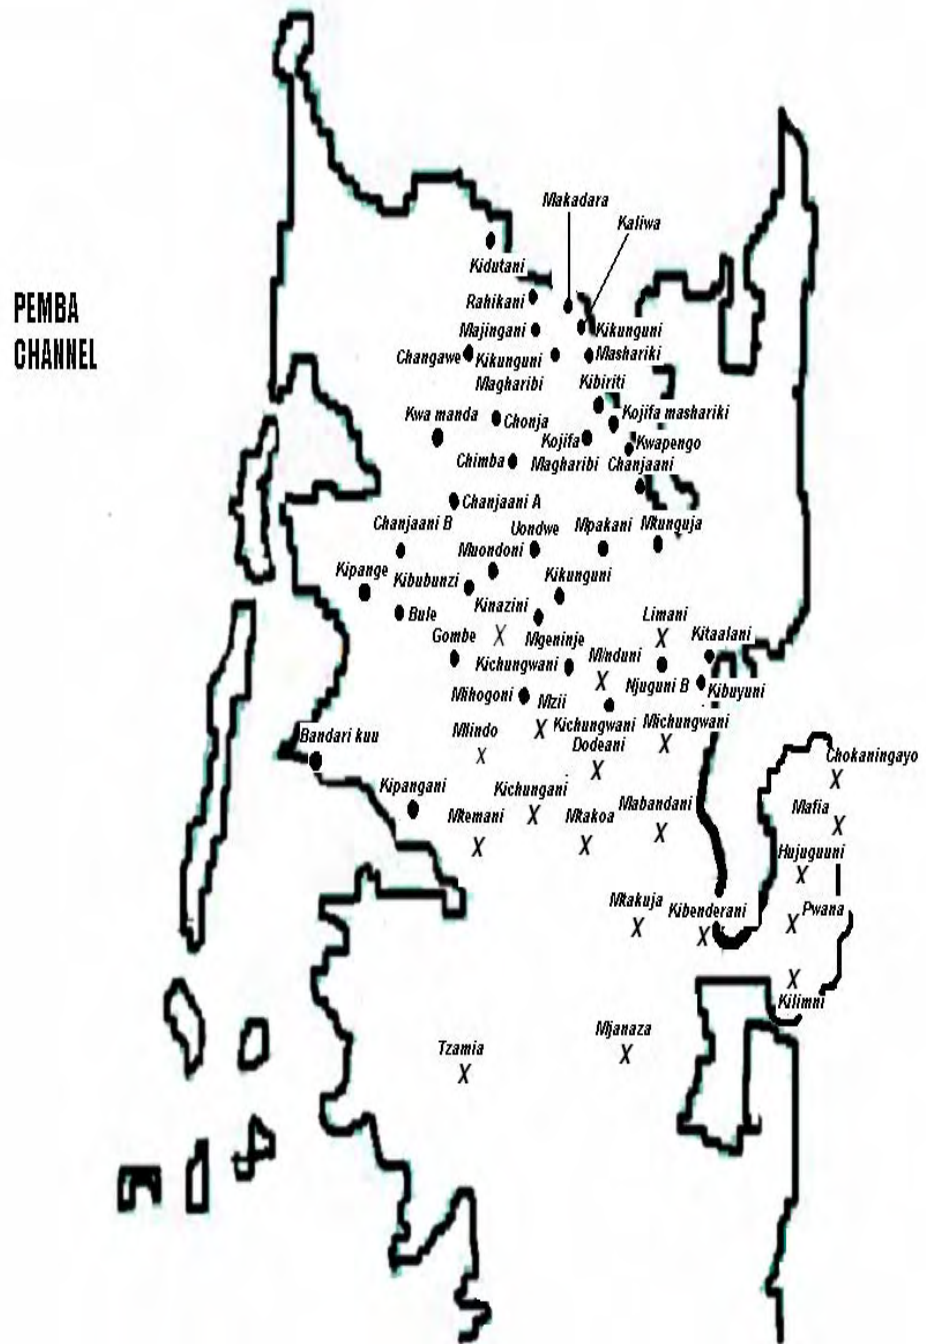 PEMBA
CHANNEL
Makadara
Kaliwa
Kidutani
Rahikani
Majingani
Kikunguni
Changawe
Kikunguni
Magharibi
Mashariki
Kibiriti
Kwa manda
Chonja
Kojifa mashariki
Kojifa
Magharibi
Kwapengo
Chimba
Chanjaani
Chanjaani A
Chanjaani B
Uondwe
Mpakani
Mtunguja
Muondoni
Kipange
Kibubunzi
Kikunguni
Kinazini
Bule
Limani
X
Gombe
X
Mgeninje
Kitaalani
Kichungwani
Minduni
X
Njuguni B
Kibuyuni
Mihogoni
Mzii
X
Kichungwani
Michungwani
X
Bandari kuu
Mlindo
X
Dodeani
X
Chokaningayo
X
Kipangani
Kichungani
X
Mtemani
X
Mtakoa
X
Mabandani
X
Mafia
X
Hujuguuni
X
Mtakuja
X
Kibenderani
X
Pwana
X
X
Kilimni
Tzamia
X
Mjanaza
X